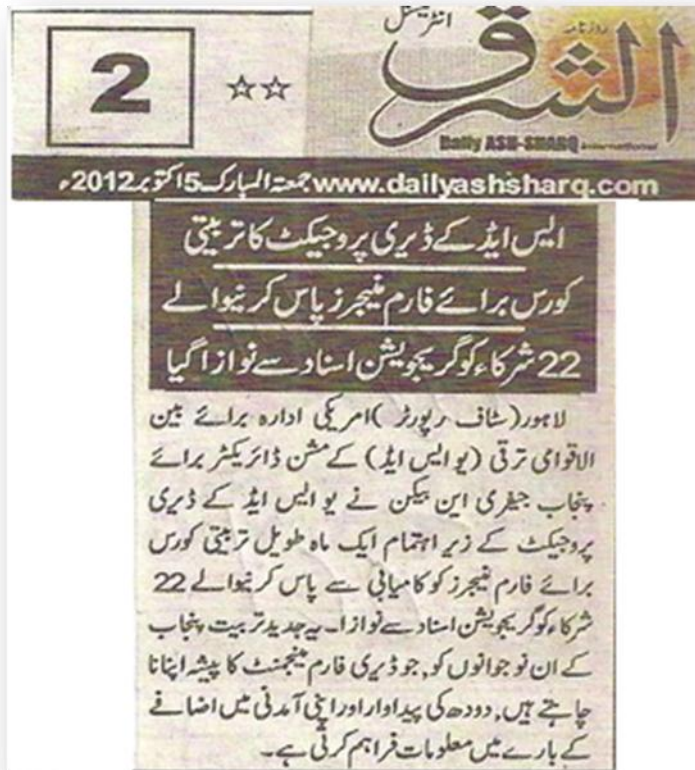 2
☆☆
انٹرنیشنل
روزنامہ
الشرق
Daily ASH-SHARQ International
www.dailyashsharq.com جمعتہ المبارک 5 اکتوبر 2012ء
ایس ایڈ کے ڈیری پروجیکٹ کا تربیتی
کورس برائے فارم منیجرز پاس کرنیوالے
22 شرکاء کو گریجویشن اسناد سے نوازا گیا
لاہور (سٹاف رپورٹر) امریکی ادارہ برائے بین
الاقوامی ترقی (یو ایس ایڈ) کے مشن ڈائریکٹر برائے
پنجاب جیفری این بیکن نے یو ایس ایڈ کے ڈیری
پروجیکٹ کے زیر اہتمام ایک ماہ طویل تربیتی کورس
برائے فارم منیجرز کو کامیابی سے پاس کرنیوالے 22
شرکاء کو گریجویشن اسناد سے نوازا۔ یہ جدید تربیت پنجاب
کے ان نوجوانوں کو، جو ڈیری فارم مینجمنٹ کا پیشہ اپنانا
چاہتے ہیں، دودھ کی پیداوار اور اپنی آمدنی میں اضافے
کے بارے میں معلومات فراہم کرتی ہے۔